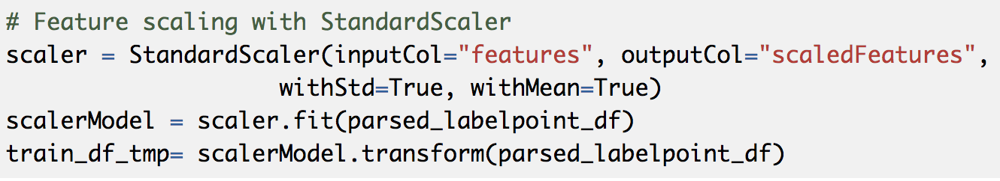 # Feature scaling with StandardScaler
scaler = StandardScaler(inputCol="features", outputCol="scaledFeatures",
                    withStd=True, withMean=True)
scalerModel = scaler.fit(parsed_labelpoint_df)
train_df_tmp= scalerModel.transform(parsed_labelpoint_df)